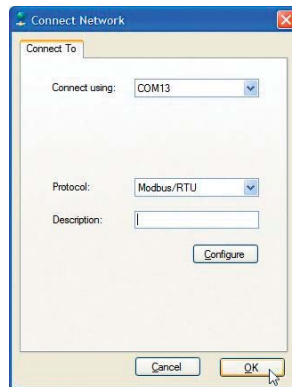 Connect Network
Connect To
Connect using: COM13
Protocol: Modbus/RTU
Description:
Configure
Cancel OK